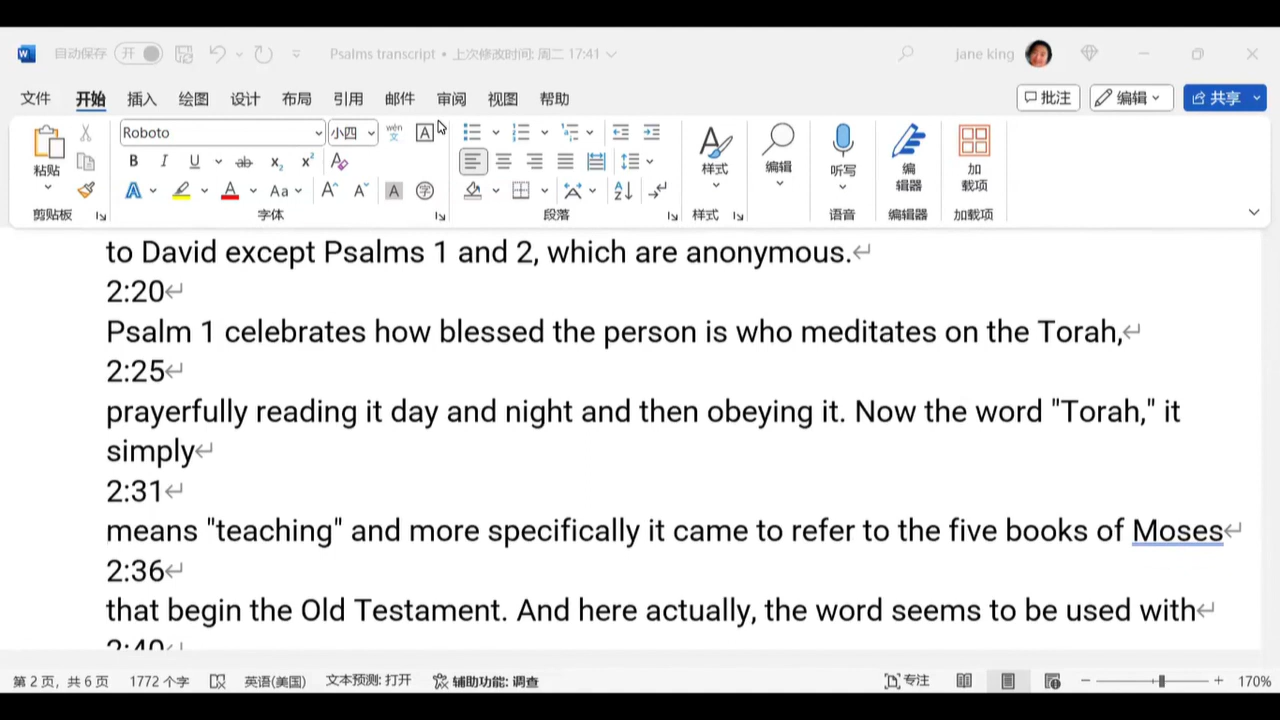 自动保存 开 Psalms transcript • 上次修改时间: 周二 17:41 jane king
文件 开始 插入 绘图 设计 布局 引用 邮件 审阅 视图 帮助 批注 编辑 共享
粘贴 Roboto 小四 wén 文 A 样式 编辑 听写 编辑器 加载项
B I U ab x₂ x² A
A A Aa A A A 字 A Z
剪贴板 字体 段落 样式 语音 编辑器 加载项
to David except Psalms 1 and 2, which are anonymous.↵
2:20↵
Psalm 1 celebrates how blessed the person is who meditates on the Torah,↵
2:25↵
prayerfully reading it day and night and then obeying it. Now the word "Torah," it
simply↵
2:31↵
means "teaching" and more specifically it came to refer to the five books of Moses↵
2:36↵
that begin the Old Testament. And here actually, the word seems to be used with↵
2:40↵
第 2 页，共 6 页 1772 个字 英语(美国) 文本预测: 打开 辅助功能: 调查 专注 170%